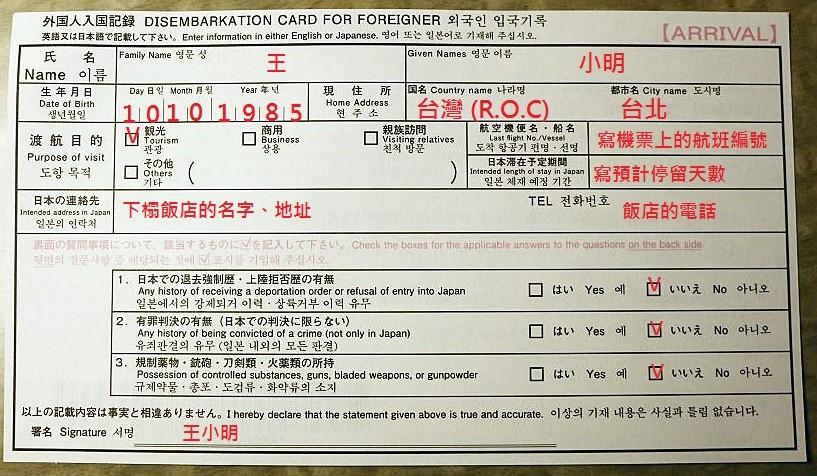 外国人入国記録 DISEMBARKATION CARD FOR FOREIGNER 외국인 입국기록
英語又は日本語で記載して下さい。Enter information in either English or Japanese. 영어 또는 일본어로 기재해 주십시오.
【ARRIVAL】
氏 名 Family Name 영문 성 王 Given Names 영문 이름 小明
Name 이름
生年月日 Day 日 일 Month 月 월 Year 年 년 現住所 国名 Country name 나라명 都市名 City name 도시명
Date of Birth 10101985 Home Address 台灣 (R.O.C) 台北
생년월일 현주소
渡航目的 V 観光 商用 親族訪問 航空機便名・船名
Purpose of visit Tourism Business Visiting relatives Last flight No./Vessel 寫機票上的航班編號
도항 목적 관광 상용 친척 방문 도착 항공기 편명・선명
その他 ( ) 日本滞在予定期間
Others Intended length of stay in Japan 寫預計停留天數
기타 일본 체재 예정 기간
日本の連絡先 TEL 전화번호
Intended address in Japan 下榻飯店的名字、地址 飯店的電話
일본의 연락처
裏面の質問事項について、該当するものに☑を記入して下さい。Check the boxes for the applicable answers to the questions on the back side.
뒷면의 질문사항 중 해당되는 것에 ☑ 표시를 기입해 주십시오.
1. 日本での退去強制歴・上陸拒否歴の有無
Any history of receiving a deportation order or refusal of entry into Japan □ はい Yes 예 V いいえ No 아니오
일본에서의 강제퇴거 이력・상륙거부 이력 유무
2. 有罪判決の有無（日本での判決に限らない）
Any history of being convicted of a crime (not only in Japan) □ はい Yes 예 V いいえ No 아니오
유죄판결의 유무 (일본 내외의 모든 판결)
3. 規制薬物・銃砲・刀剣類・火薬類の所持
Possession of controlled substances, guns, bladed weapons, or gunpowder □ はい Yes 예 V いいえ No 아니오
규제약물・총포・도검류・화약류의 소지
以上の記載内容は事実と相違ありません。I hereby declare that the statement given above is true and accurate. 이상의 기재 내용은 사실과 틀림 없습니다.
署名 Signature 서명 王小明